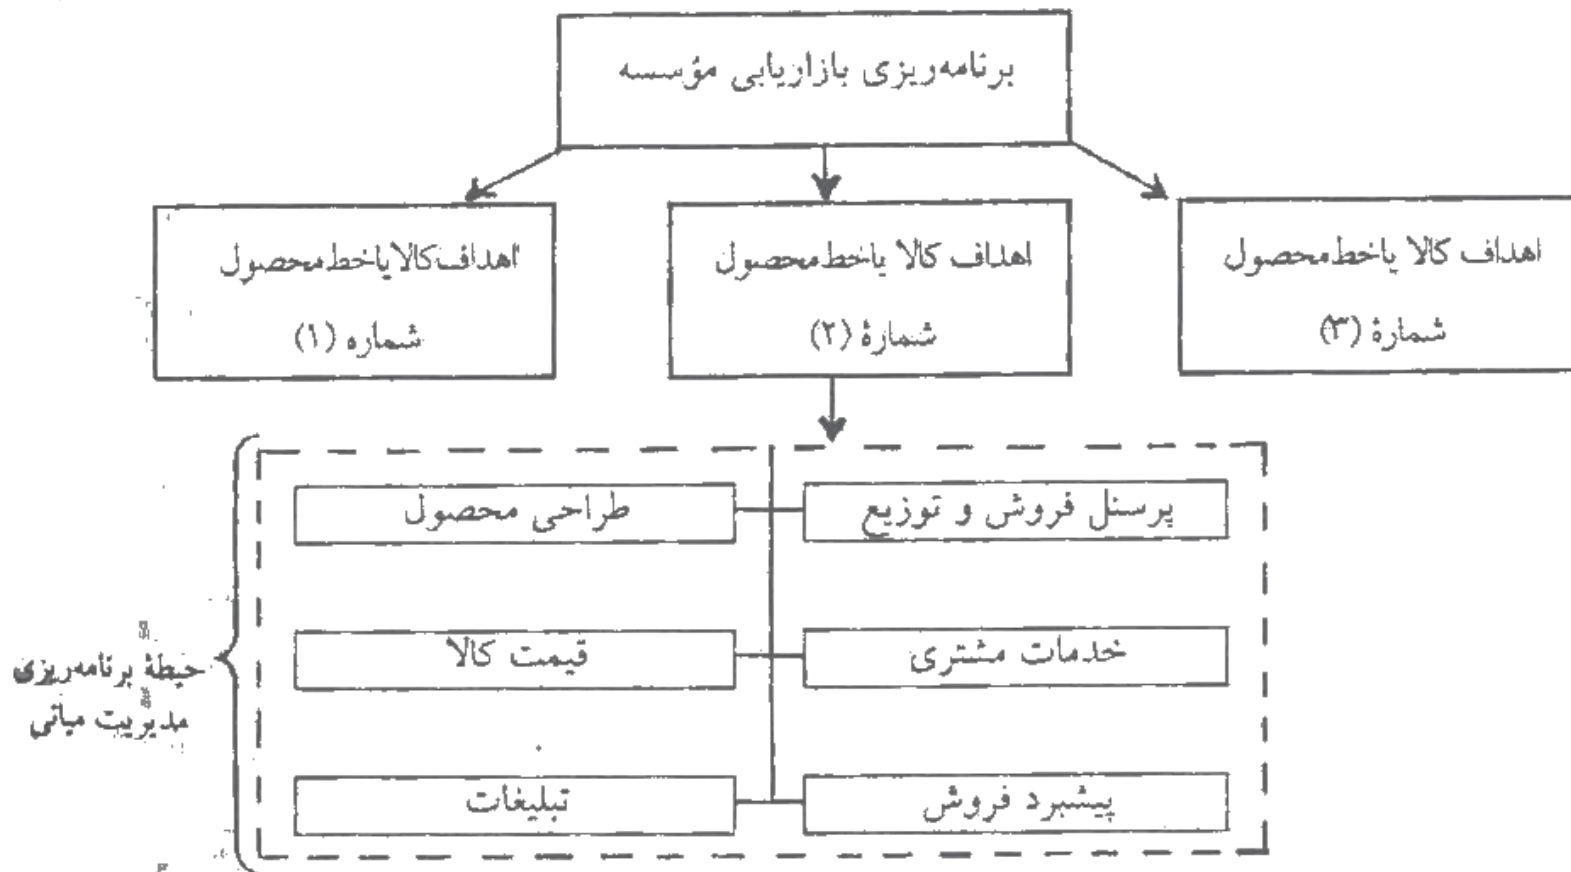 برنامه‌ریزی بازاریابی مؤسسه
اهداف کالا یا خط محصول
شمارهٔ (۳)
اهداف کالا یا خط محصول
شمارهٔ (۲)
اهداف کالا یا خط محصول
شماره (۱)
پرسنل فروش و توزیع
طراحی محصول
خدمات مشتری
قیمت کالا
پیشبرد فروش
تبلیغات
حیطهٔ برنامه‌ریزی
مدیریت میانی